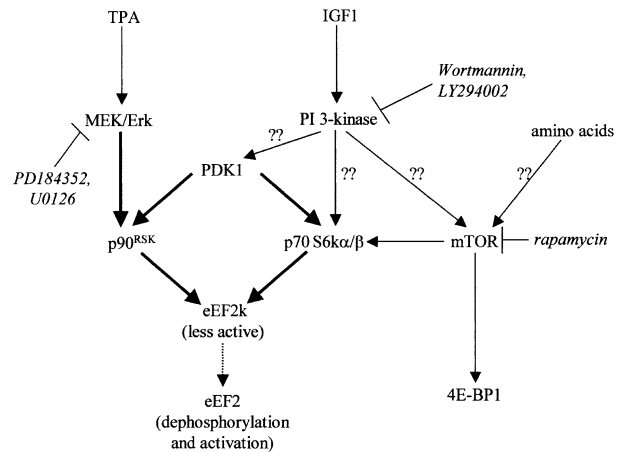 TPA
IGF1
Wortmannin,
LY294002
MEK/Erk
PI 3-kinase
amino acids
??
??
??
??
PD184352,
U0126
PDK1
p90RSK
p70 S6kα/β
mTOR
rapamycin
eEF2k
(less active)
4E-BP1
eEF2
(dephosphorylation
and activation)